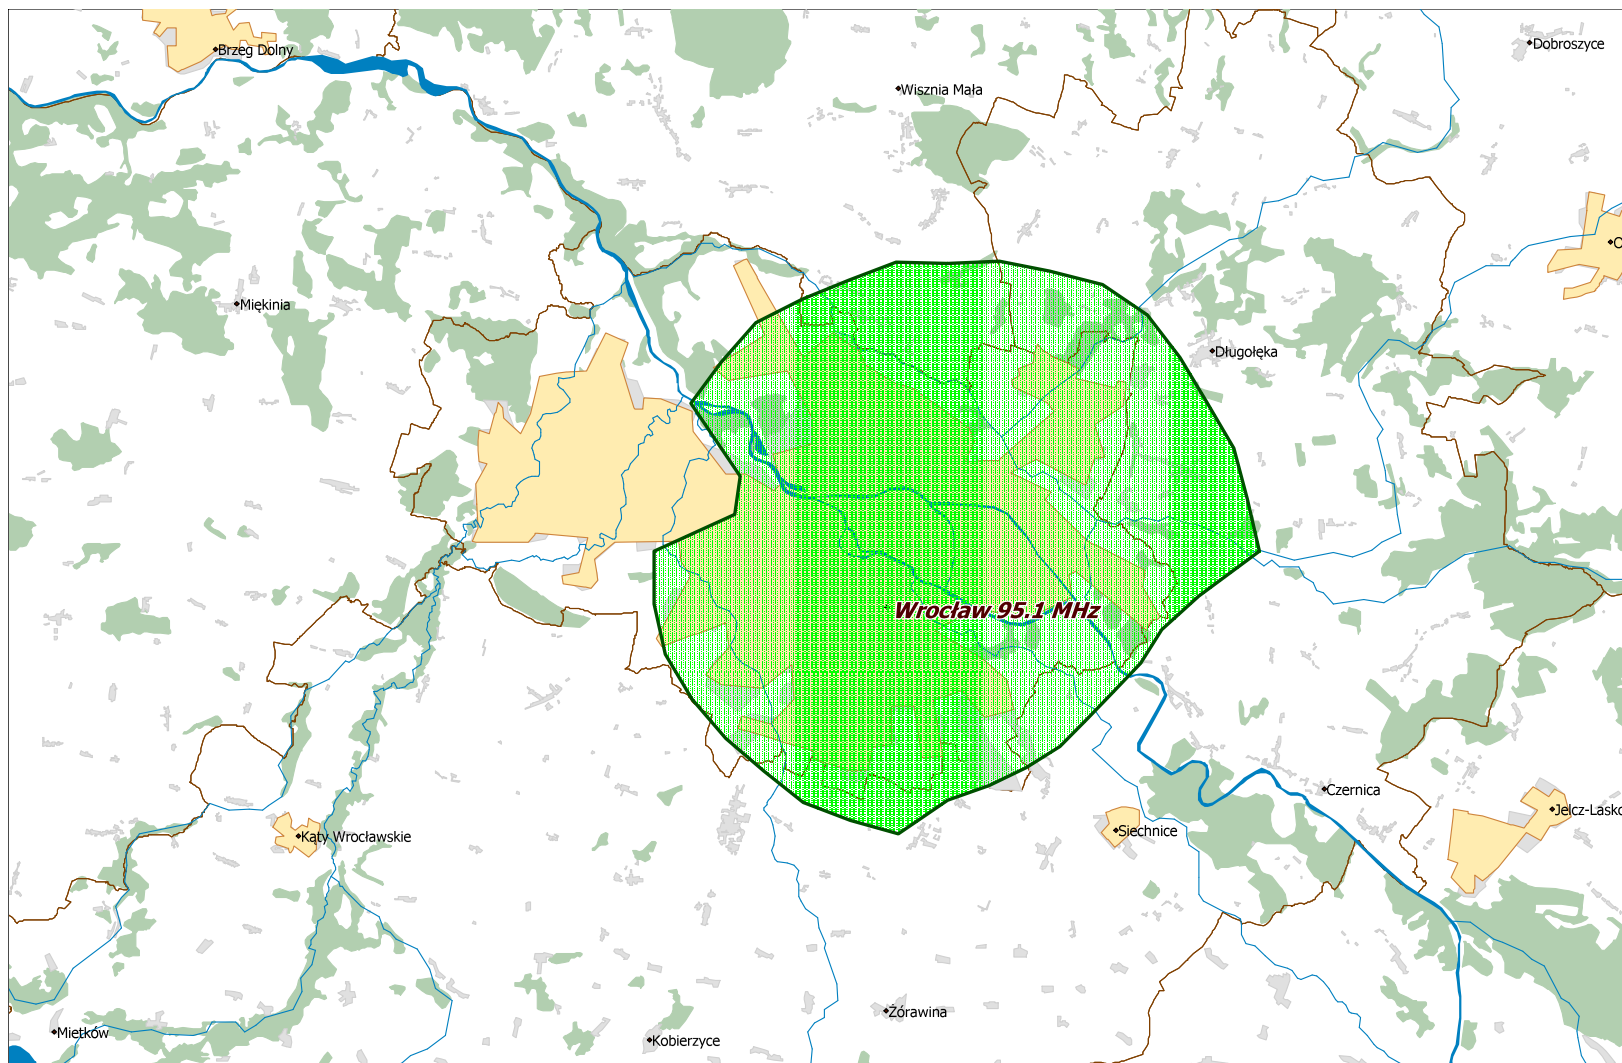 Brzeg Dolny
Dobroszyce
Wisznia Mała
O
Miękinia
Długołęka
Wrocław 95.1 MHz
Czernica
Jelcz-Lasko
Siechnice
Kąty Wrocławskie
Żórawina
Mietków
Kobierzyce